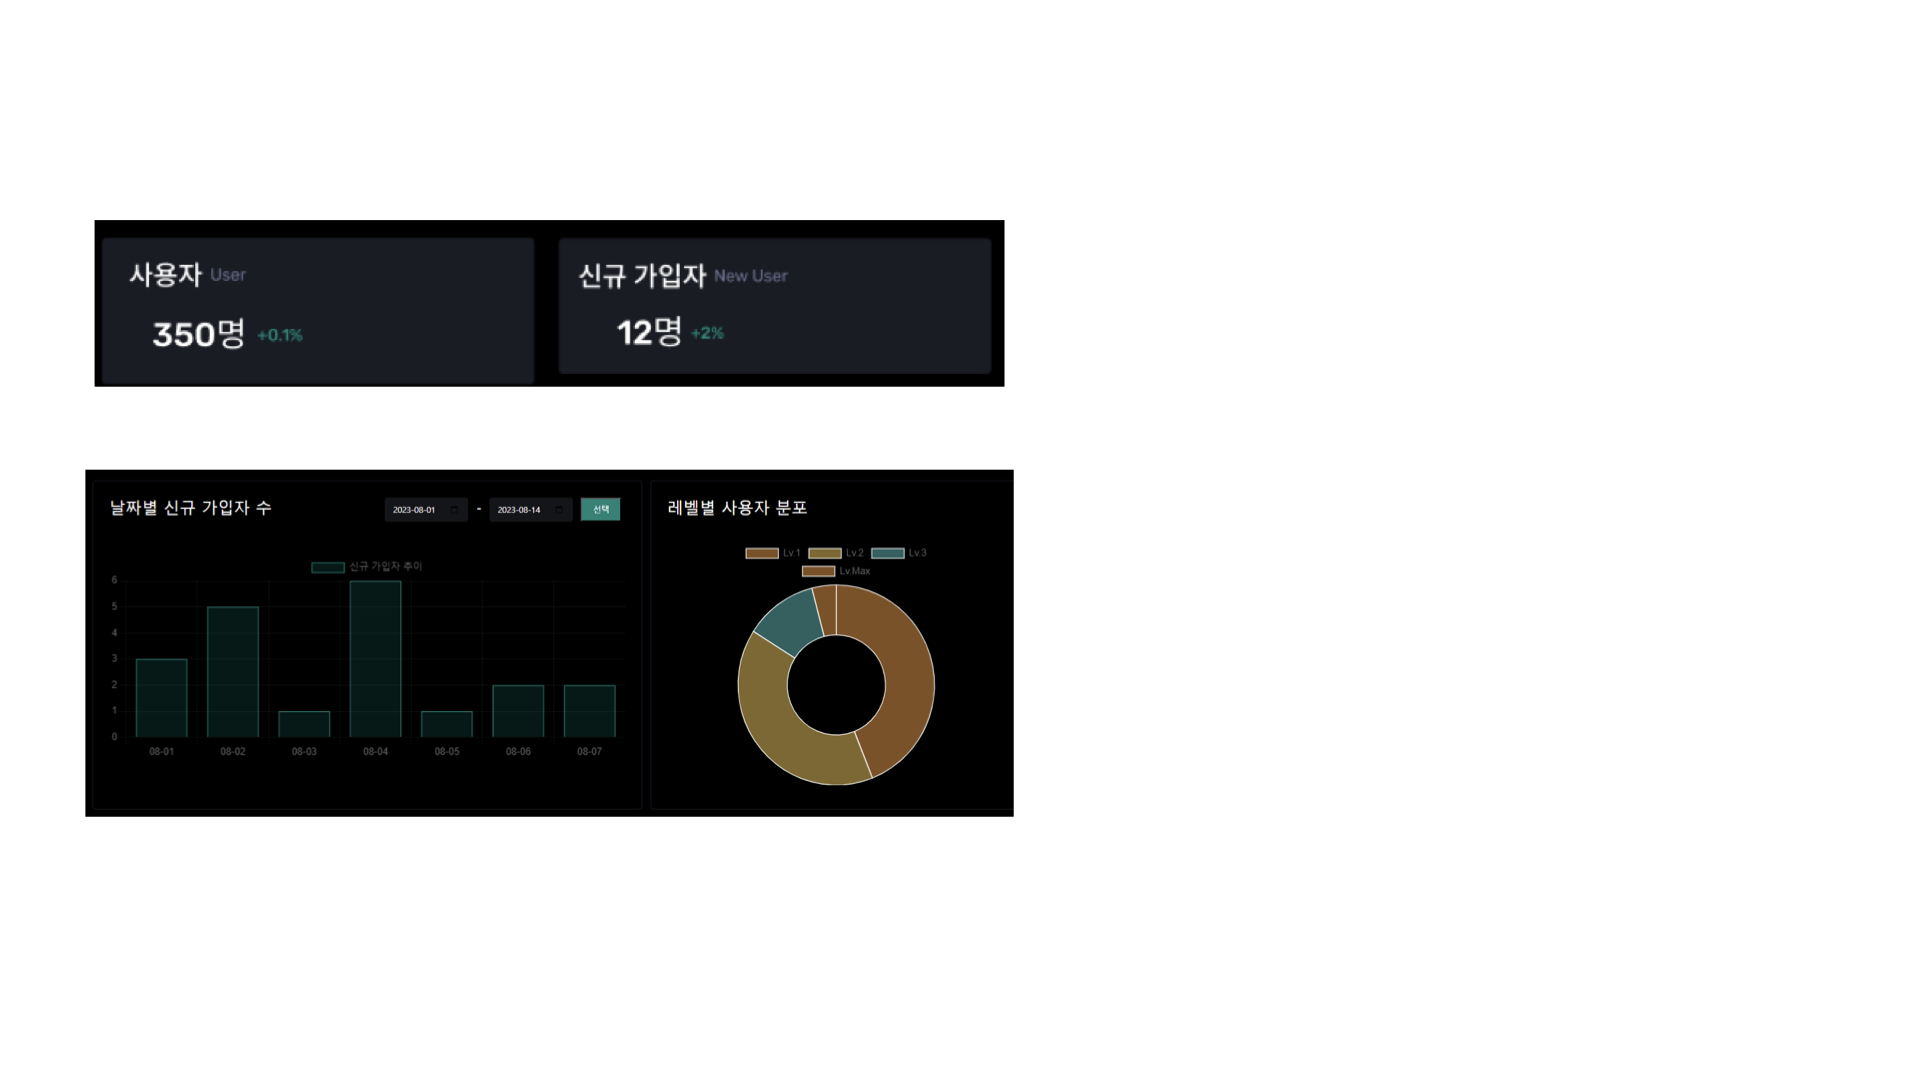 사용자 User
350명 +0.1%
신규 가입자 New User
12명 +2%
날짜별 신규 가입자 수
2023-08-01 - 2023-08-14 선택
신규 가입자 추이
6
5
4
3
2
1
0
08-01 08-02 08-03 08-04 08-05 08-06 08-07
레벨별 사용자 분포
Lv.1 Lv.2 Lv.3
Lv.Max